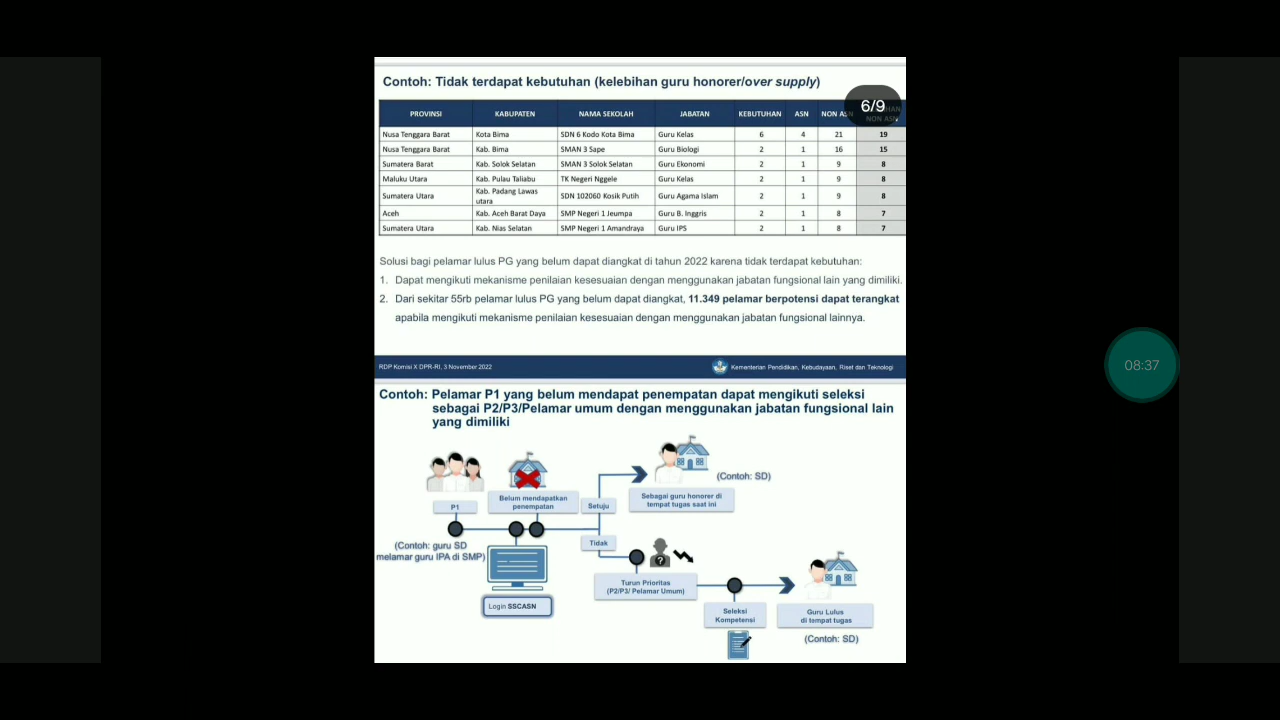 Contoh: Tidak terdapat kebutuhan (kelebihan guru honorer/over supply)
6/9
PROVINSI KABUPATEN NAMA SEKOLAH JABATAN KEBUTUHAN ASN NON ASN NON ASN
Nusa Tenggara Barat Kota Bima SDN 6 Kodo Kota Bima Guru Kelas 6 4 21 19
Nusa Tenggara Barat Kab. Bima SMAN 3 Sape Guru Biologi 2 1 16 15
Sumatera Barat Kab. Solok Selatan SMAN 3 Solok Selatan Guru Ekonomi 2 1 9 8
Maluku Utara Kab. Pulau Taliabu TK Negeri Nggele Guru Kelas 2 1 9 8
Sumatera Utara Kab. Padang Lawas utara SDN 102060 Kosik Putih Guru Agama Islam 2 1 9 8
Aceh Kab. Aceh Barat Daya SMP Negeri 1 Jeumpa Guru B. Inggris 2 1 8 7
Sumatera Utara Kab. Nias Selatan SMP Negeri 1 Amandraya Guru IPS 2 1 8 7
Solusi bagi pelamar lulus PG yang belum dapat diangkat di tahun 2022 karena tidak terdapat kebutuhan:
1. Dapat mengikuti mekanisme penilaian kesesuaian dengan menggunakan jabatan fungsional lain yang dimiliki.
2. Dari sekitar 55rb pelamar lulus PG yang belum dapat diangkat, 11.349 pelamar berpotensi dapat terangkat
apabila mengikuti mekanisme penilaian kesesuaian dengan menggunakan jabatan fungsional lainnya.
RDP Komisi X DPR-RI, 3 November 2022
Kementerian Pendidikan, Kebudayaan, Riset dan Teknologi
08:37
Contoh: Pelamar P1 yang belum mendapat penempatan dapat mengikuti seleksi
sebagai P2/P3/Pelamar umum dengan menggunakan jabatan fungsional lain
yang dimiliki
(Contoh: SD)
P1
Belum mendapatkan
penempatan
Setuju
Sebagai guru honorer di
tempat tugas saat ini
(Contoh: guru SD
melamar guru IPA di SMP)
Tidak
?
Login SSCASN
Turun Prioritas
(P2/P3/ Pelamar Umum)
Seleksi
Kompetensi
Guru Lulus
di tempat tugas
(Contoh: SD)